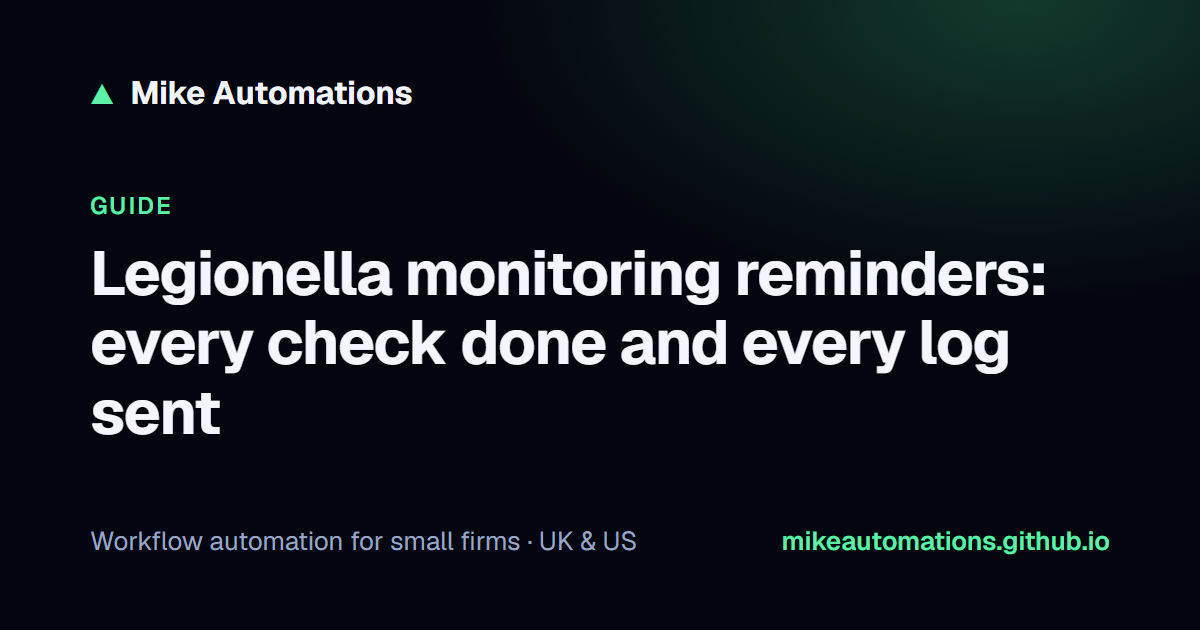 Mike Automations
GUIDE
Legionella monitoring reminders:
every check done and every log
sent
Workflow automation for small firms · UK & US
mikeautomations.github.io